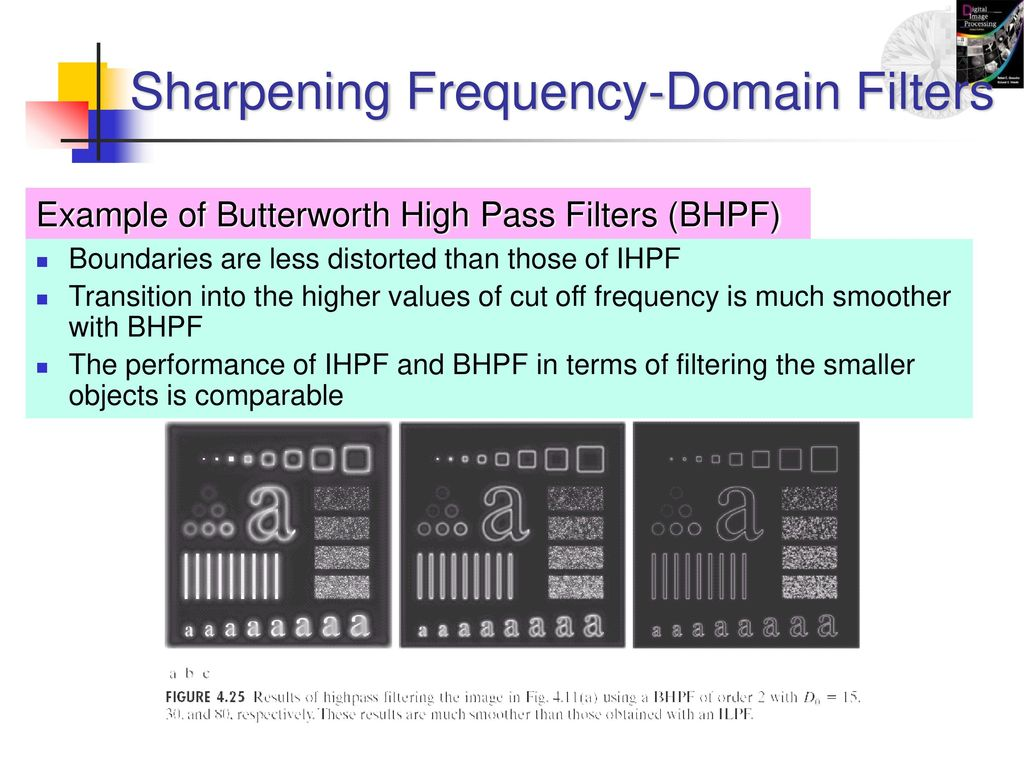 Digital
Image
Processing
Sharpening Frequency-Domain Filters
Example of Butterworth High Pass Filters (BHPF)
Boundaries are less distorted than those of IHPF
Transition into the higher values of cut off frequency is much smoother
with BHPF
The performance of IHPF and BHPF in terms of filtering the smaller
objects is comparable
a
a
a
a a a a a a a a
a a a a a a a a
a a a a a a a a
a b c
FIGURE 4.25 Results of highpass filtering the image in Fig. 4.11(a) using a BHPF of order 2 with D₀ = 15,
30, and 80, respectively. These results are much smoother than those obtained with an ILPF.